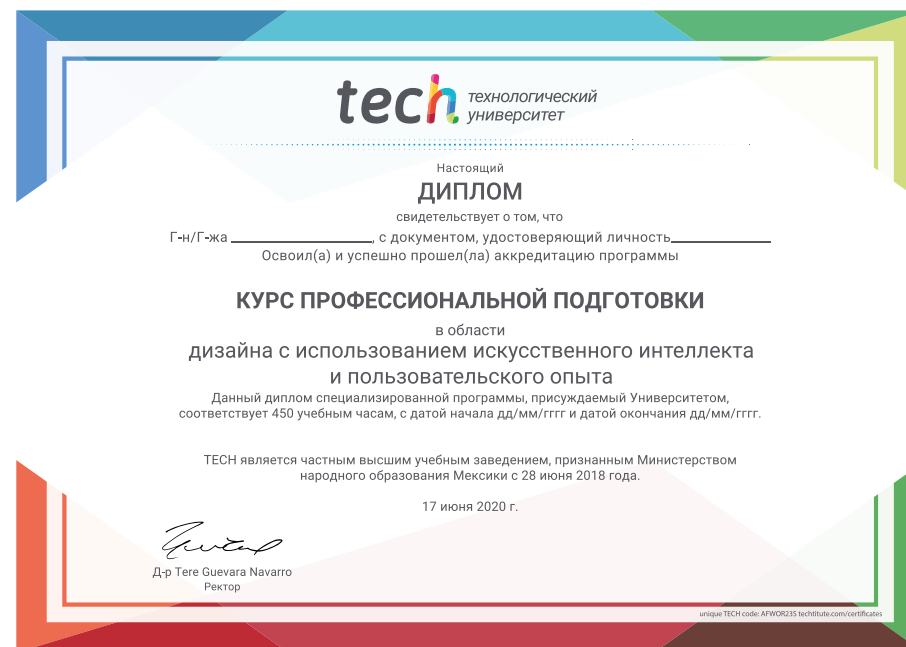 tech технологический
университет
Настоящий
ДИПЛОМ
свидетельствует о том, что
Г-н/Г-жа ____________________, с документом, удостоверяющий личность______________
Освоил(а) и успешно прошел(ла) аккредитацию программы
КУРС ПРОФЕССИОНАЛЬНОЙ ПОДГОТОВКИ
в области
дизайна с использованием искусственного интеллекта
и пользовательского опыта
Данный диплом специализированной программы, присуждаемый Университетом,
соответствует 450 учебным часам, с датой начала дд/мм/гггг и датой окончания дд/мм/гггг.
TECH является частным высшим учебным заведением, признанным Министерством
народного образования Мексики с 28 июня 2018 года.
17 июня 2020 г.
Д-р Tere Guevara Navarro
Ректор
unique TECH code: AFWOR23S techtitute.com/certificates